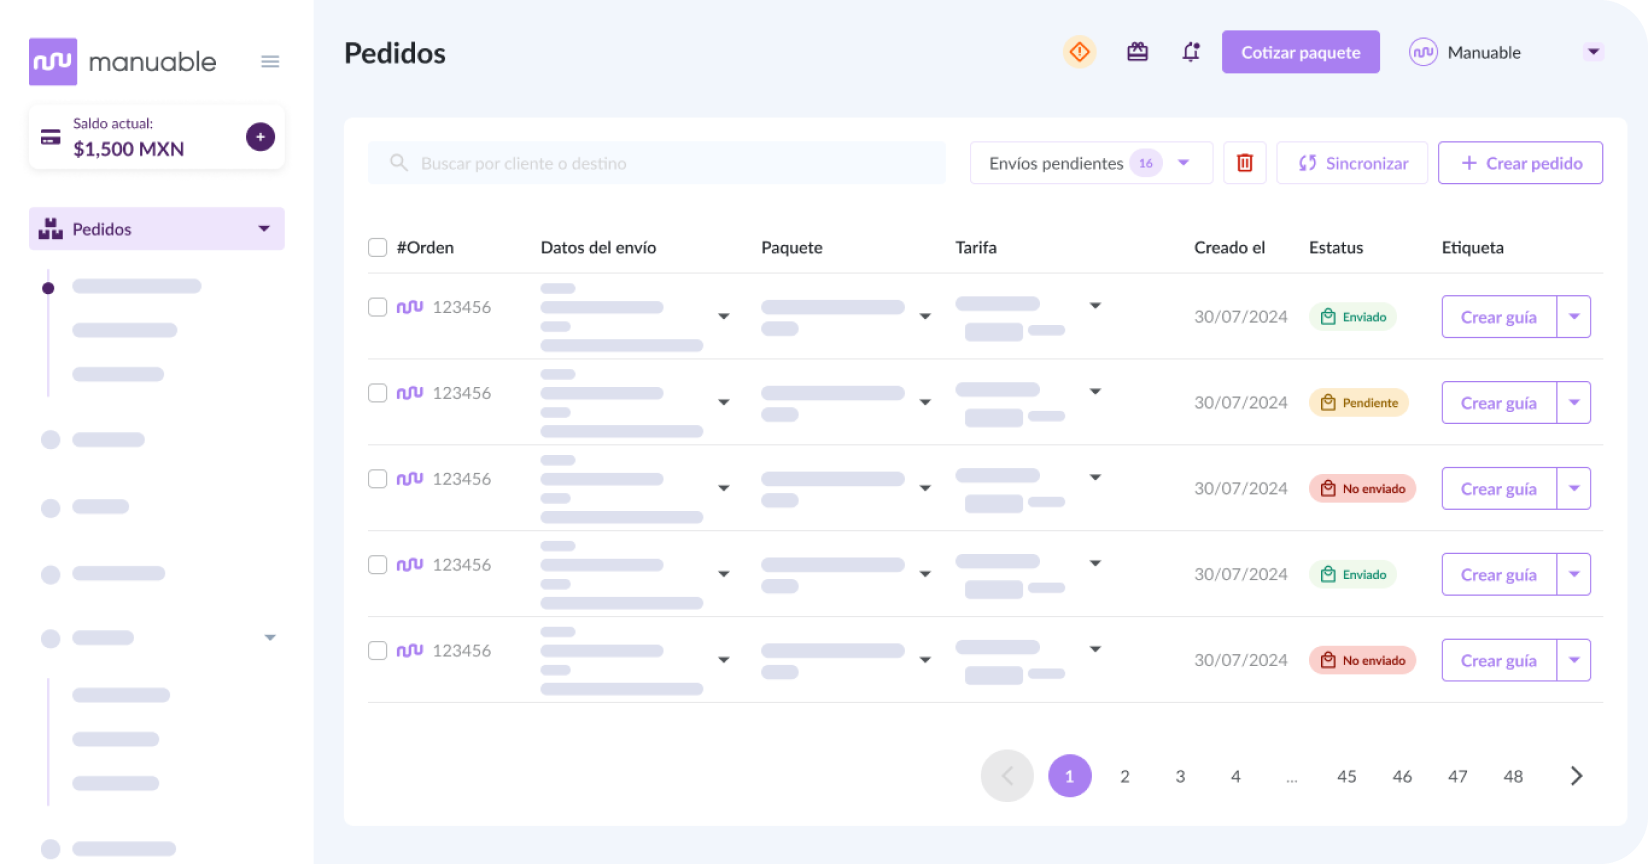 manuable
Saldo actual:
$1,500 MXN
Pedidos
Pedidos
Cotizar paquete
Manuable
Buscar por cliente o destino
Envíos pendientes 16
Sincronizar
+ Crear pedido
#Orden Datos del envío Paquete Tarifa Creado el Estatus Etiqueta
123456 30/07/2024 Enviado Crear guía
123456 30/07/2024 Pendiente Crear guía
123456 30/07/2024 No enviado Crear guía
123456 30/07/2024 Enviado Crear guía
123456 30/07/2024 No enviado Crear guía
1 2 3 4 ... 45 46 47 48